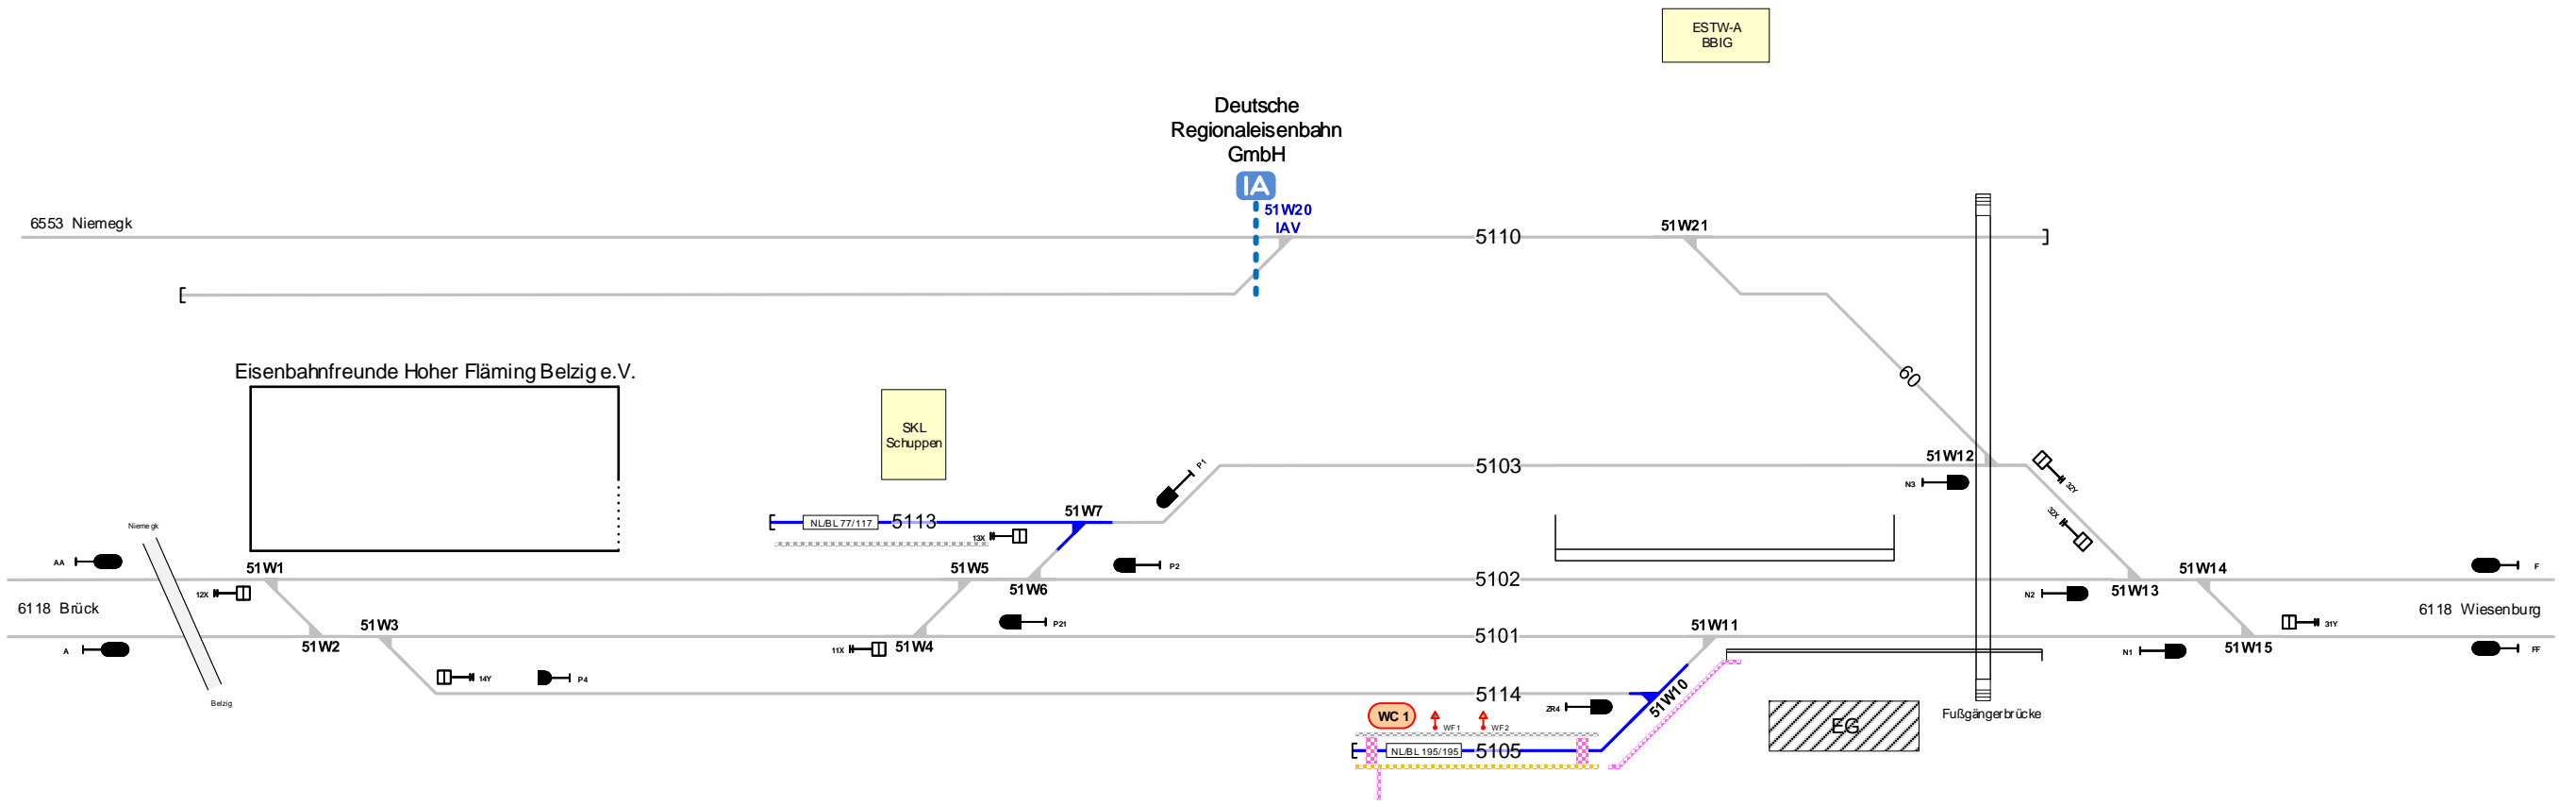 ESTW-A
BBIG
Deutsche
Regionaleisenbahn
GmbH
IA
51W20
IAV
6553 Niemegk
5110
51W21
Eisenbahnfreunde Hoher Fläming Belzig e.V.
60
SKL
Schuppen
P1
5103
51W12
N3
32Y
32X
NL/BL 77/117
5113
51W7
13X
Niemegk
AA
51W1
51W5
P2
5102
51W14
F
12X
51W6
N2
51W13
6118 Brück
6118 Wiesenburg
51W3
P21
51W11
31Y
A
51W2
11X
51W4
5101
N1
51W15
FF
14Y
P4
5114
51W10
Belzig
ZR4
WC 1
WF1
WF2
Fußgängerbrücke
EG
NL/BL 195/195
5105